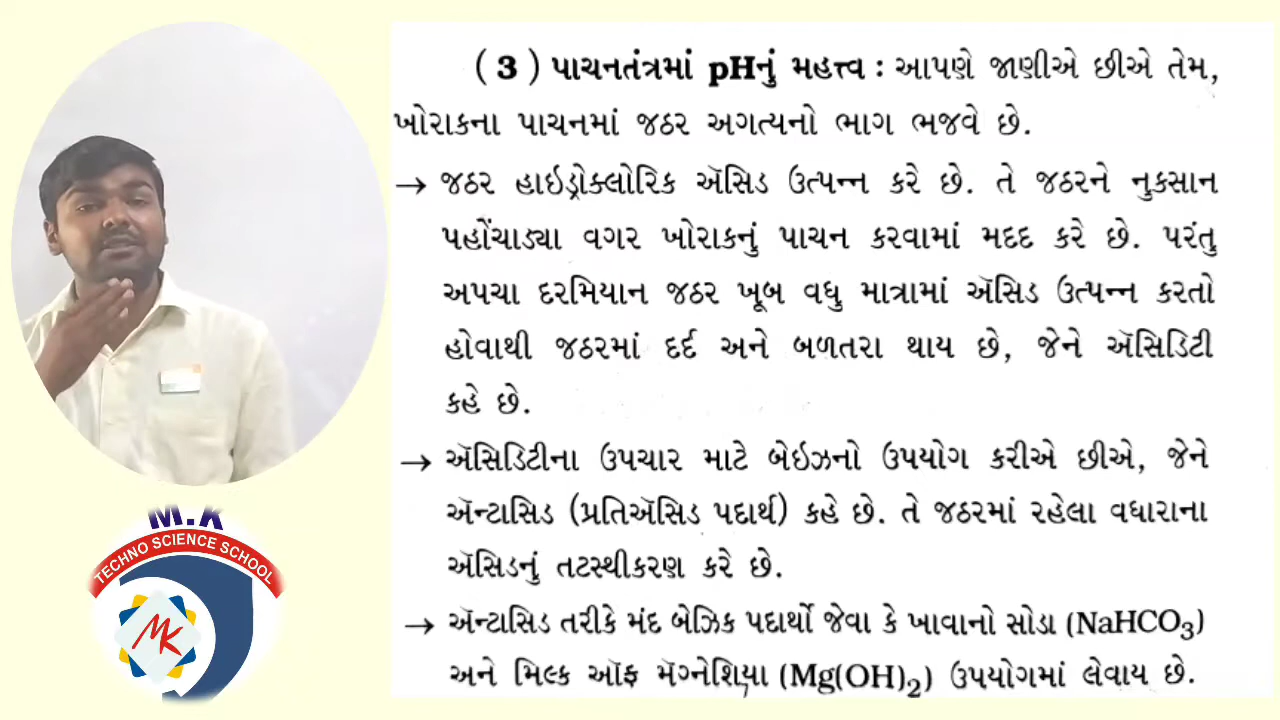 ( 3 ) પાચનતંત્રમાં pHનું મહત્ત્વ : આપણે જાણીએ છીએ તેમ,
ખોરાકના પાચનમાં જઠર અગત્યનો ભાગ ભજવે છે.
→ જઠર હાઇડ્રોક્લોરિક ઍસિડ ઉત્પન્ન કરે છે. તે જઠરને નુકસાન
પહોંચાડ્યા વગર ખોરાકનું પાચન કરવામાં મદદ કરે છે. પરંતુ
અપચા દરમિયાન જઠર ખૂબ વધુ માત્રામાં ઍસિડ ઉત્પન્ન કરતો
હોવાથી જઠરમાં દર્દ અને બળતરા થાય છે, જેને ઍસિડિટી
કહે છે.
→ ઍસિડિટીના ઉપચાર માટે બેઇઝનો ઉપયોગ કરીએ છીએ, જેને
ઍન્ટાસિડ (પ્રતિઍસિડ પદાર્થ) કહે છે. તે જઠરમાં રહેલા વધારાના
ઍસિડનું તટસ્થીકરણ કરે છે.
→ ઍન્ટાસિડ તરીકે મંદ બેઝિક પદાર્થો જેવા કે ખાવાનો સોડા (NaHCO₃)
અને મિલ્ક ઑફ મૅગ્નેશિયા (Mg(OH)₂) ઉપયોગમાં લેવાય છે.
M.K
TECHNO SCIENCE SCHOOL
MK